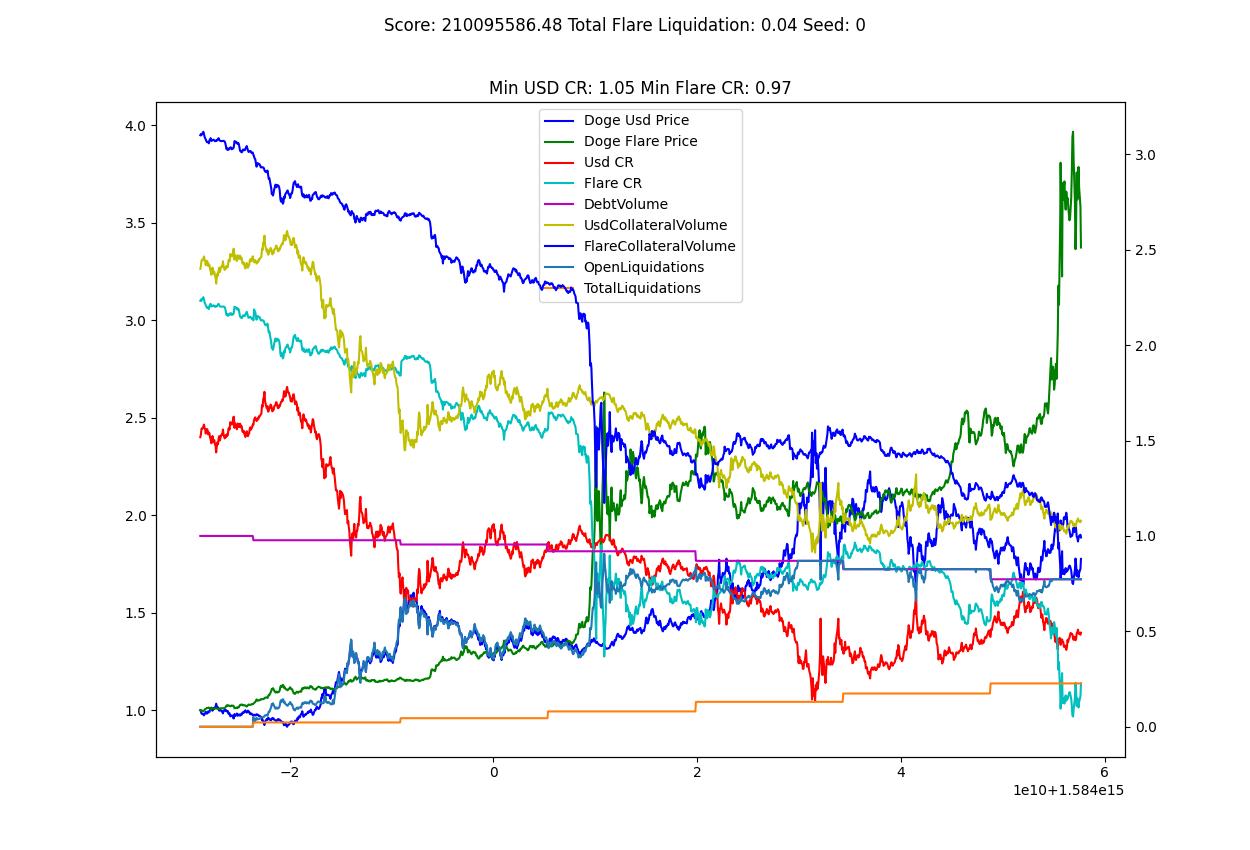 Score: 210095586.48 Total Flare Liquidation: 0.04 Seed: 0
Min USD CR: 1.05 Min Flare CR: 0.97
Doge Usd Price
Doge Flare Price
Usd CR
Flare CR
DebtVolume
UsdCollateralVolume
FlareCollateralVolume
OpenLiquidations
TotalLiquidations
4.0
3.5
3.0
2.5
2.0
1.5
1.0
3.0
2.5
2.0
1.5
1.0
0.5
0.0
−2 0 2 4 6
1e10+1.584e15